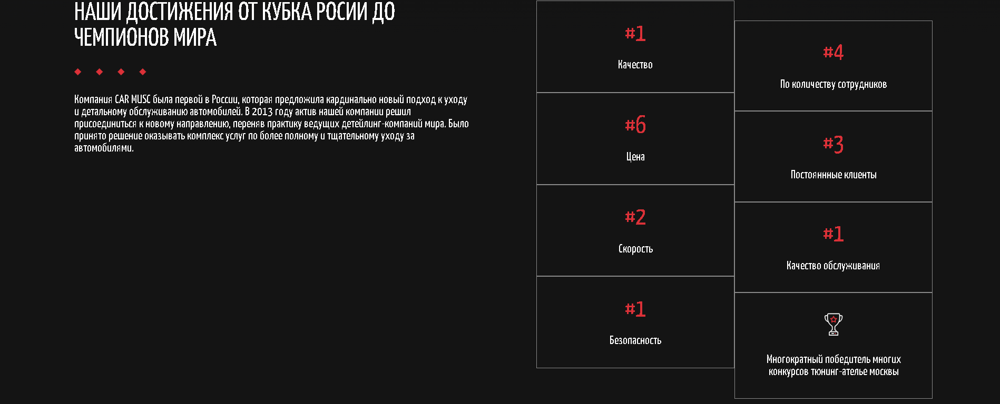 НАШИ ДОСТИЖЕНИЯ ОТ КУБКА РОСИИ ДО
ЧЕМПИОНОВ МИРА
Компания CAR MUSC была первой в России, которая предложила кардинально новый подход к уходу
и детальному обслуживанию автомобилей. В 2013 году актив нашей компании решил
присоединиться к новому направлению, переняв практику ведущих детейлинг-компаний мира. Было
принято решение оказывать комплекс услуг по более полному и тщательному уходу за
автомобилями.
#1
Качество
#6
Цена
#2
Скорость
#1
Безопасность
#4
По количеству сотрудников
#3
Постояннные клиенты
#1
Качество обслуживания
Многократный победитель многих
конкурсов тюнинг-ателье москвы